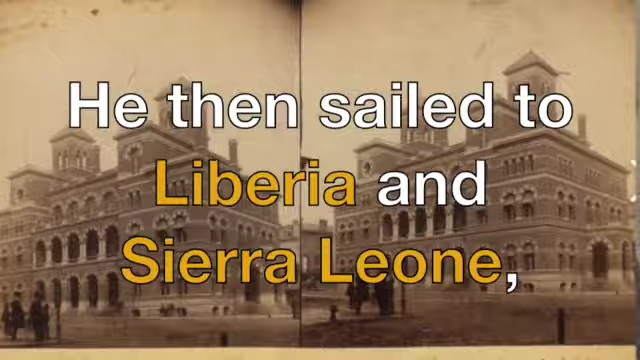 He then sailed to
Liberia and
Sierra Leone,